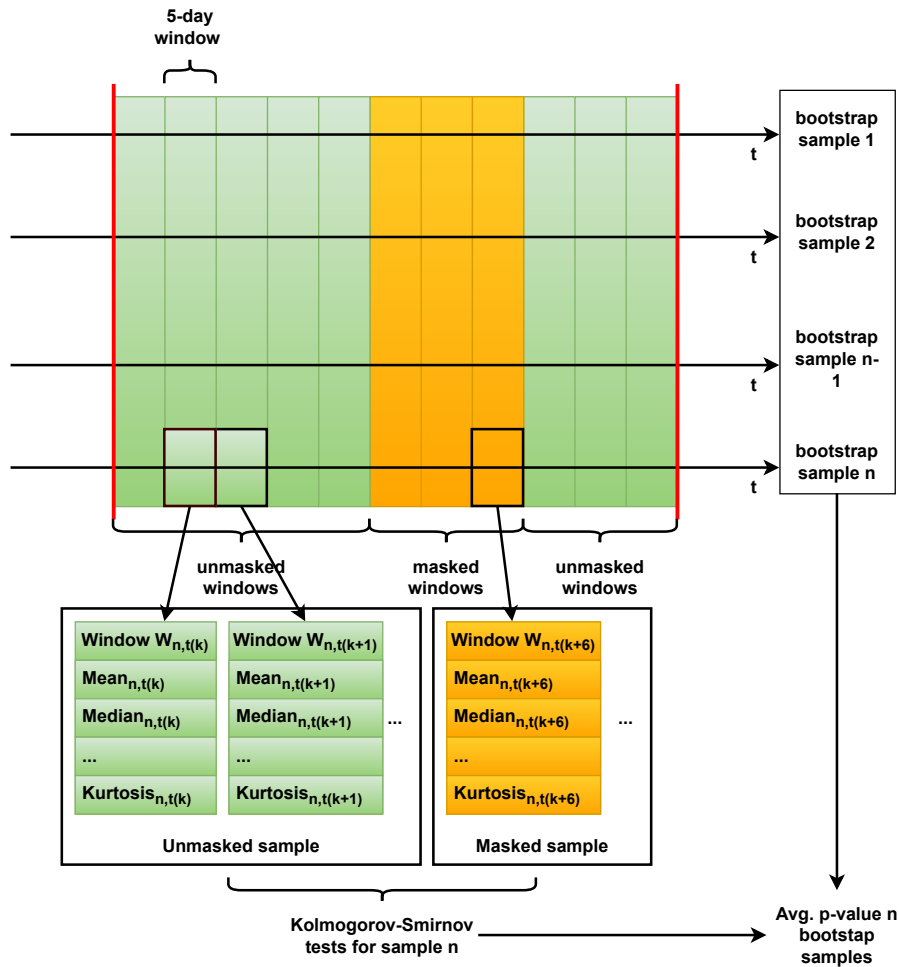 5-day
window
bootstrap
sample 1
t
bootstrap
sample 2
t
bootstrap
sample n-
1
t
bootstrap
sample n
t
unmasked
windows
masked
windows
unmasked
windows
Window Wn,t(k)
Meann,t(k)
Mediann,t(k)
...
Kurtosisn,t(k)
Window Wn,t(k+1)
Meann,t(k+1)
Mediann,t(k+1)
...
Kurtosisn,t(k+1)
...
Unmasked sample
Window Wn,t(k+6)
Meann,t(k+6)
Mediann,t(k+6)
...
Kurtosisn,t(k+6)
...
Masked sample
Kolmogorov-Smirnov
tests for sample n
Avg. p-value n
bootstap
samples